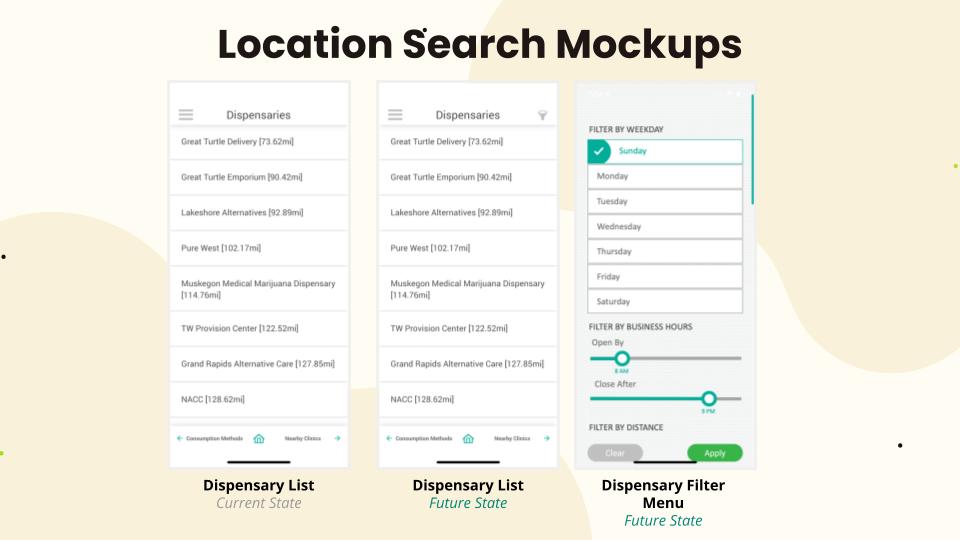 Location Search Mockups
Dispensaries
Great Turtle Delivery [73.62mi]
Great Turtle Emporium [90.42mi]
Lakeshore Alternatives [92.89mi]
Pure West [102.17mi]
Muskegon Medical Marijuana Dispensary
[114.76mi]
TW Provision Center [122.52mi]
Grand Rapids Alternative Care [127.85mi]
NACC [128.62mi]
Consumption Methods
Nearby Clinics
Dispensary List
Current State
Dispensaries
Great Turtle Delivery [73.62mi]
Great Turtle Emporium [90.42mi]
Lakeshore Alternatives [92.89mi]
Pure West [102.17mi]
Muskegon Medical Marijuana Dispensary
[114.76mi]
TW Provision Center [122.52mi]
Grand Rapids Alternative Care [127.85mi]
NACC [128.62mi]
Consumption Methods
Nearby Clinics
Dispensary List
Future State
FILTER BY WEEKDAY
Sunday
Monday
Tuesday
Wednesday
Thursday
Friday
Saturday
FILTER BY BUSINESS HOURS
Open By
8 AM
Close After
9 PM
FILTER BY DISTANCE
Clear
Apply
Dispensary Filter
Menu
Future State